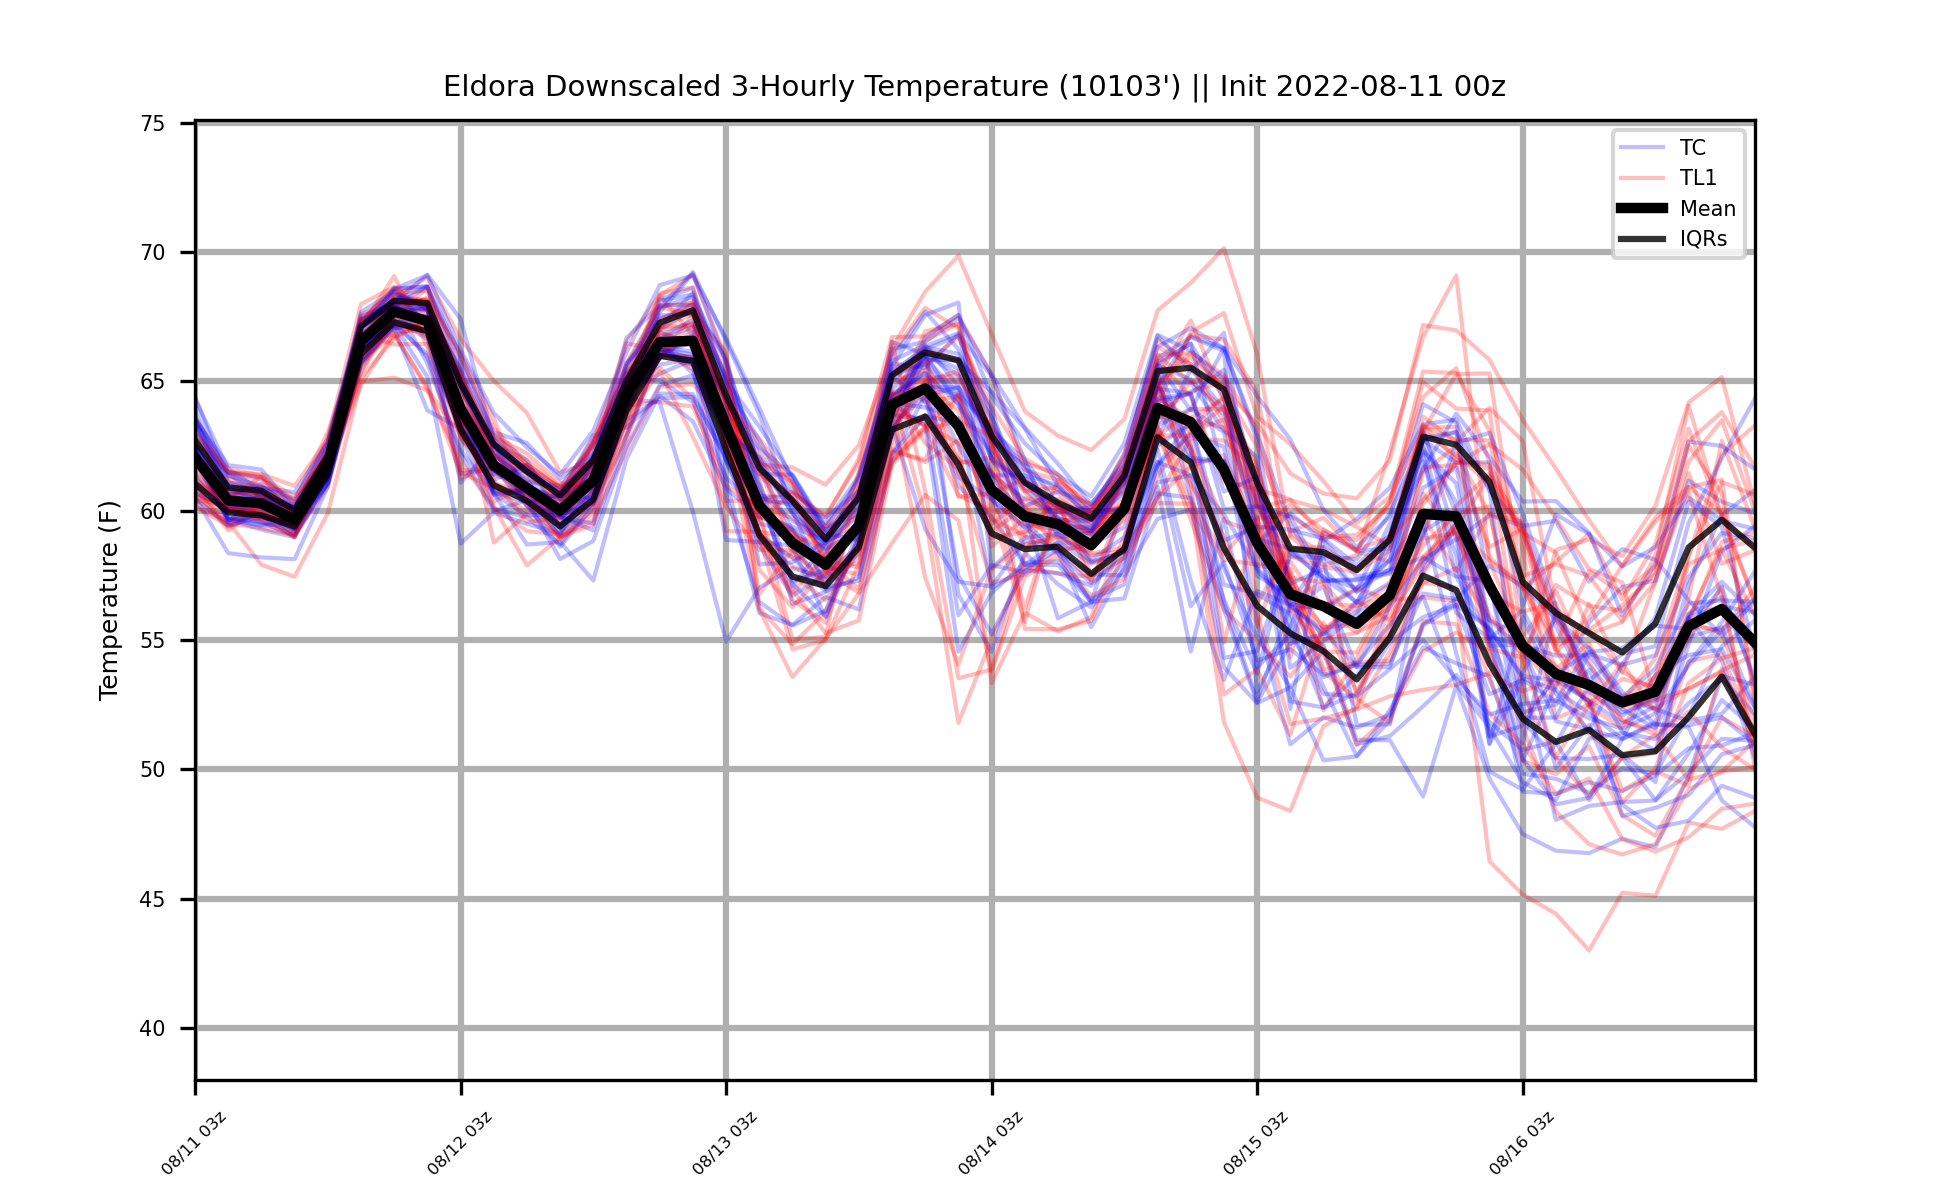 Eldora Downscaled 3-Hourly Temperature (10103') || Init 2022-08-11 00z
Temperature (F)
75
70
65
60
55
50
45
40
TC
TL1
Mean
IQRs
08/11 03z
08/12 03z
08/13 03z
08/14 03z
08/15 03z
08/16 03z